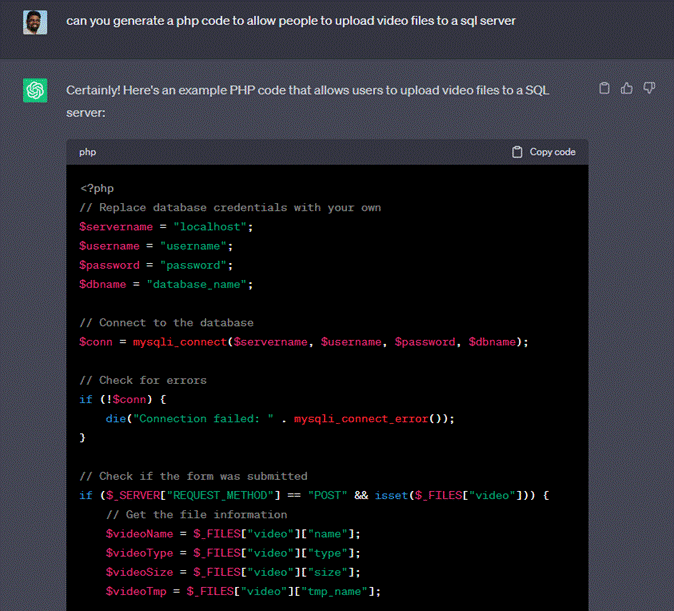 can you generate a php code to allow people to upload video files to a sql server
Certainly! Here's an example PHP code that allows users to upload video files to a SQL
server:
php
Copy code
<?php
// Replace database credentials with your own
$servername = "localhost";
$username = "username";
$password = "password";
$dbname = "database_name";
// Connect to the database
$conn = mysqli_connect($servername, $username, $password, $dbname);
// Check for errors
if (!$conn) {
    die("Connection failed: " . mysqli_connect_error());
}
// Check if the form was submitted
if ($_SERVER["REQUEST_METHOD"] == "POST" && isset($_FILES["video"])) {
    // Get the file information
    $videoName = $_FILES["video"]["name"];
    $videoType = $_FILES["video"]["type"];
    $videoSize = $_FILES["video"]["size"];
    $videoTmp = $_FILES["video"]["tmp_name"];